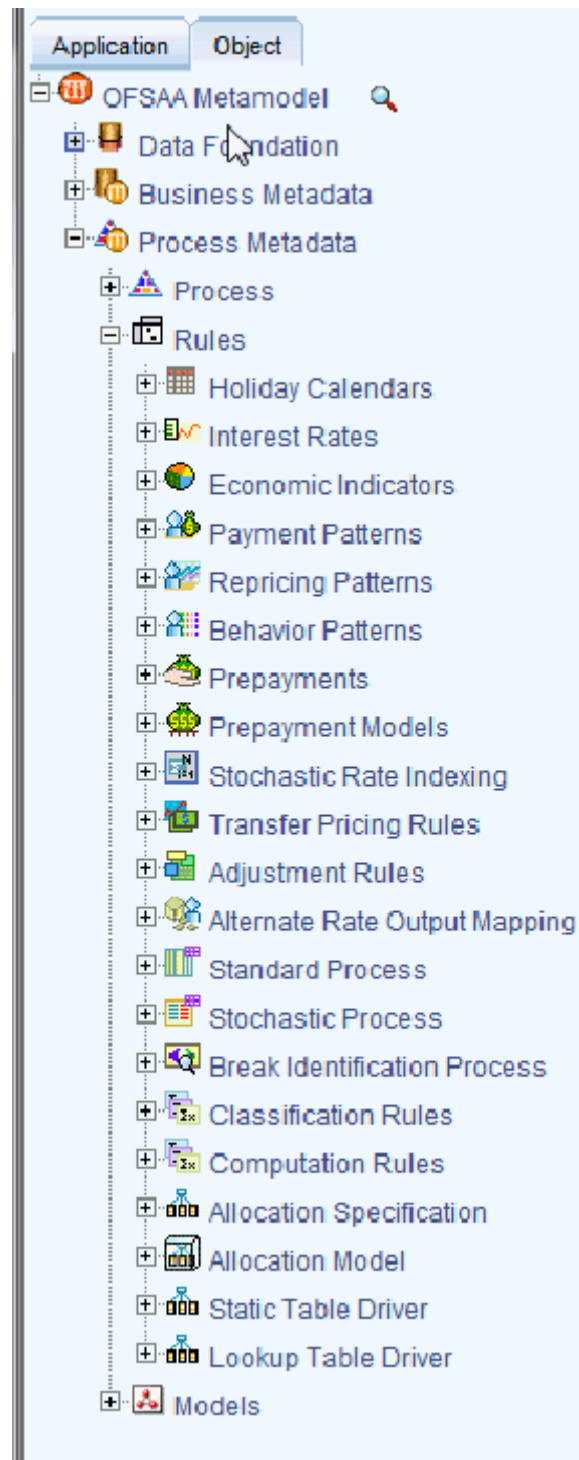 Application Object
OFSAA Metamodel
Data Foundation
Business Metadata
Process Metadata
Process
Rules
Holiday Calendars
Interest Rates
Economic Indicators
Payment Patterns
Repricing Patterns
Behavior Patterns
Prepayments
Prepayment Models
Stochastic Rate Indexing
Transfer Pricing Rules
Adjustment Rules
Alternate Rate Output Mapping
Standard Process
Stochastic Process
Break Identification Process
Classification Rules
Computation Rules
Allocation Specification
Allocation Model
Static Table Driver
Lookup Table Driver
Models